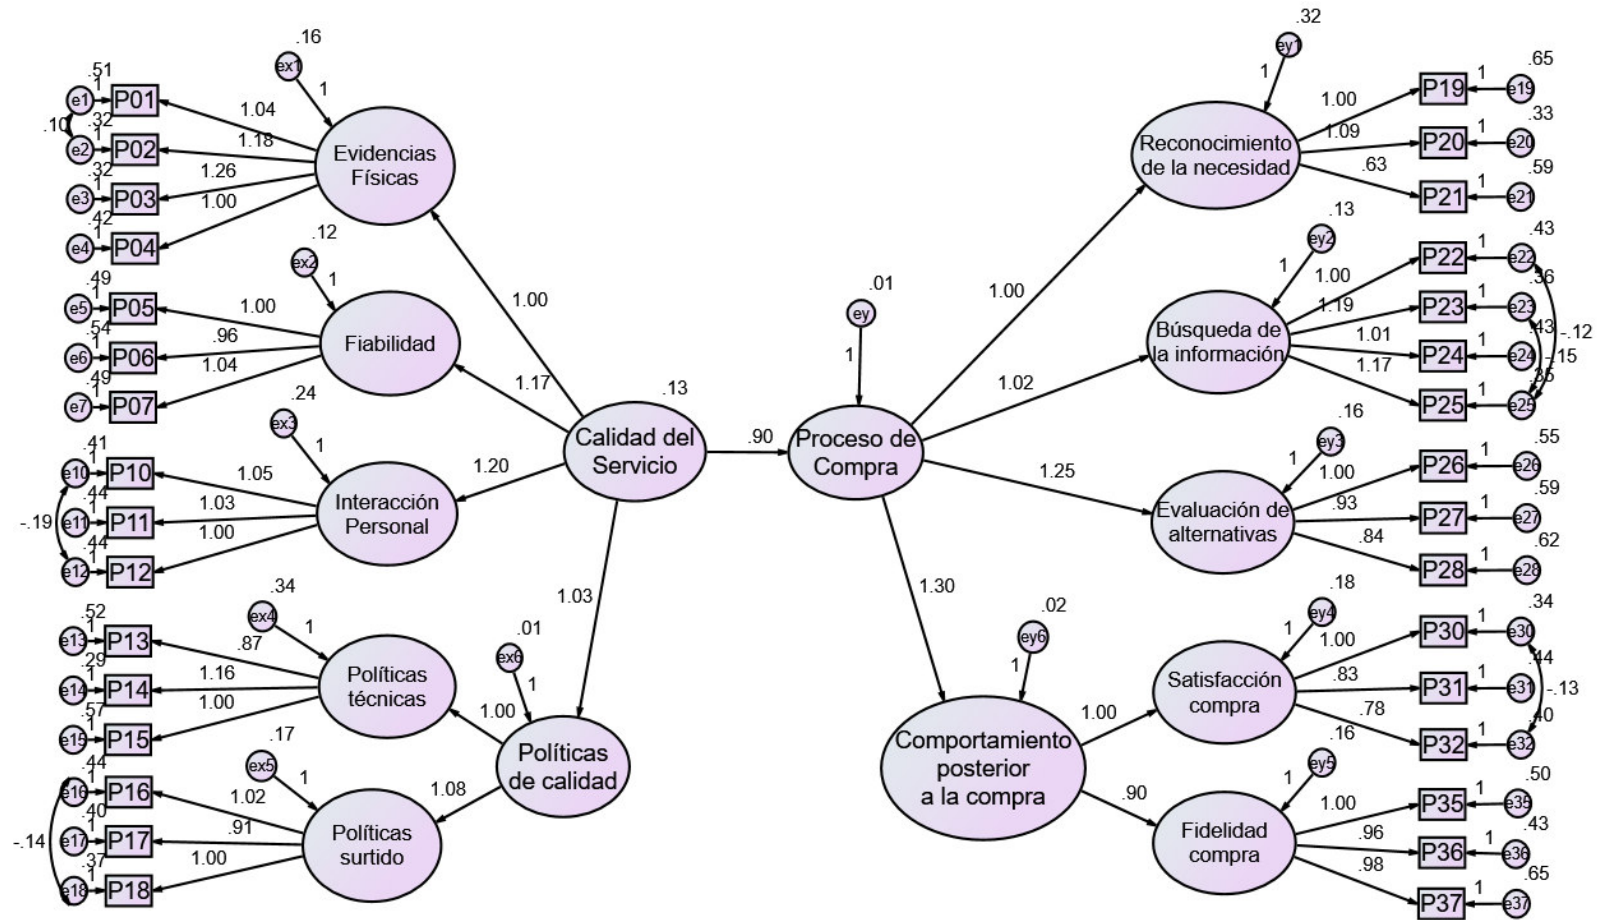 .16
ex1
1
.51
1
e1
P01
1.04
.10
.32
1
e2
P02
1.18
.32
1
e3
P03
1.26
.42
1
e4
P04
1.00
Evidencias
Físicas
.12
ex2
1
.49
1
e5
P05
1.00
.54
1
e6
P06
.96
.49
1
e7
P07
1.04
Fiabilidad
.24
ex3
1
.41
1
e10
P10
1.05
.44
1
e11
P11
1.03
-.19
.44
1
e12
P12
1.00
Interacción
Personal
.34
ex4
1
.52
1
e13
P13
.87
.29
1
e14
P14
1.16
.57
1
e15
P15
1.00
Políticas
técnicas
.17
ex5
1
.44
1
e16
P16
1.02
.40
1
e17
P17
.91
-.14
.37
1
e18
P18
1.00
Políticas
surtido
1.00
1.17
1.20
1.03
.13
Calidad del
Servicio
.90
.01
ex6
1
1.00
1.08
Políticas
de calidad
.01
ey
1
Proceso de
Compra
1.00
1.02
1.25
1.30
.02
ey6
1
Comportamiento
posterior
a la compra
1.00
.90
.32
ey1
1
Reconocimiento
de la necesidad
1.00
P19
1
.65
e19
1.09
P20
1
.33
e20
.63
P21
1
.59
e21
.13
ey2
1
Búsqueda de
la información
1.00
P22
1
.43
e22
1.19
P23
1
.36
e23
1.01
P24
1
.43
e24
1.17
P25
1
.35
e25
-.12
-.15
.16
ey3
1
Evaluación de
alternativas
1.00
P26
1
.55
e26
.93
P27
1
.59
e27
.84
P28
1
.62
e28
.18
ey4
1
Satisfacción
compra
1.00
P30
1
.34
e30
.83
P31
1
.44
e31
-.13
.78
P32
1
.40
e32
.16
ey5
1
Fidelidad
compra
1.00
P35
1
.50
e35
.96
P36
1
.43
e36
.98
P37
1
.65
e37